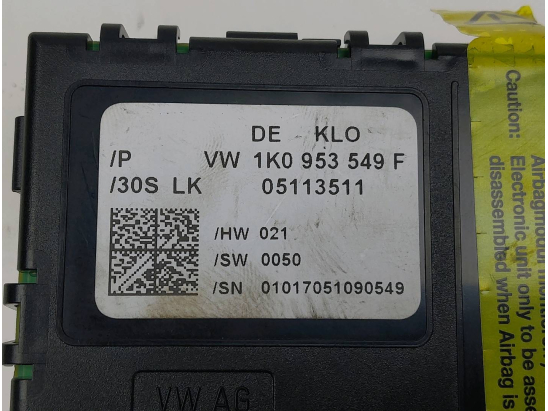 DE KLO
/P VW 1K0 953 549 F
/30S LK 05113511
/HW 021
/SW 0050
/SN 01017051090549
VW AG
Caution:
Electronic unit only to be asse
disassembled when Airbag is